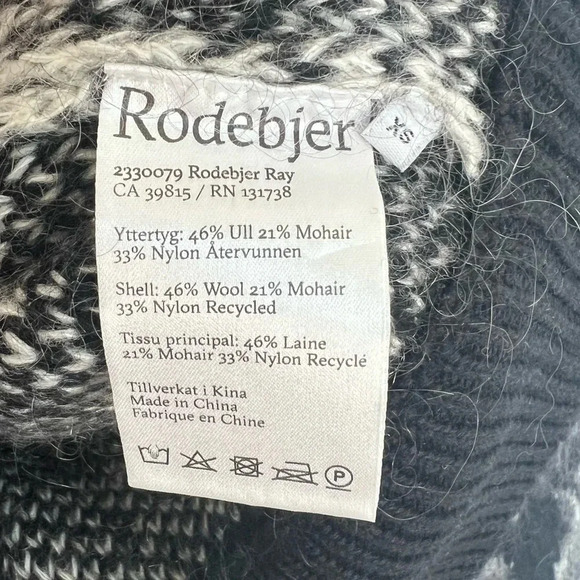 Rodebjer
XS
2330079 Rodebjer Ray
CA 39815 / RN 131738
Yttertyg: 46% Ull 21% Mohair
33% Nylon Återvunnen
Shell: 46% Wool 21% Mohair
33% Nylon Recycled
Tissu principal: 46% Laine
21% Mohair 33% Nylon Recyclé
Tillverkat i Kina
Made in China
Fabrique en Chine
P